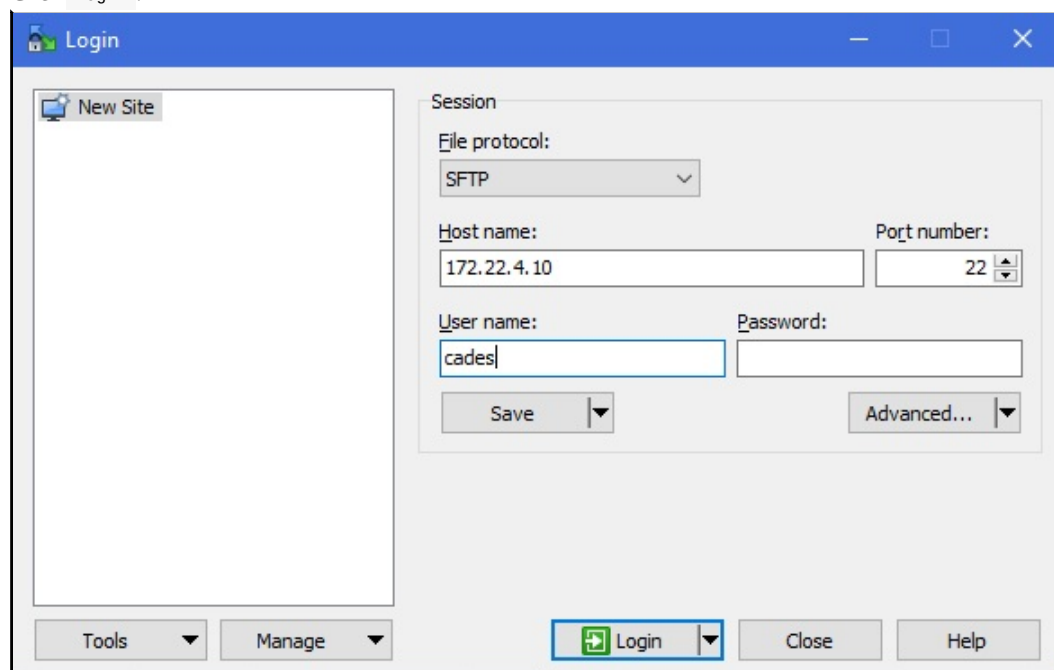 Login
New Site
Session
File protocol:
SFTP
Host name:
Port number:
172.22.4.10
22
User name:
Password:
cades
Save
Advanced...
Tools
Manage
Login
Close
Help